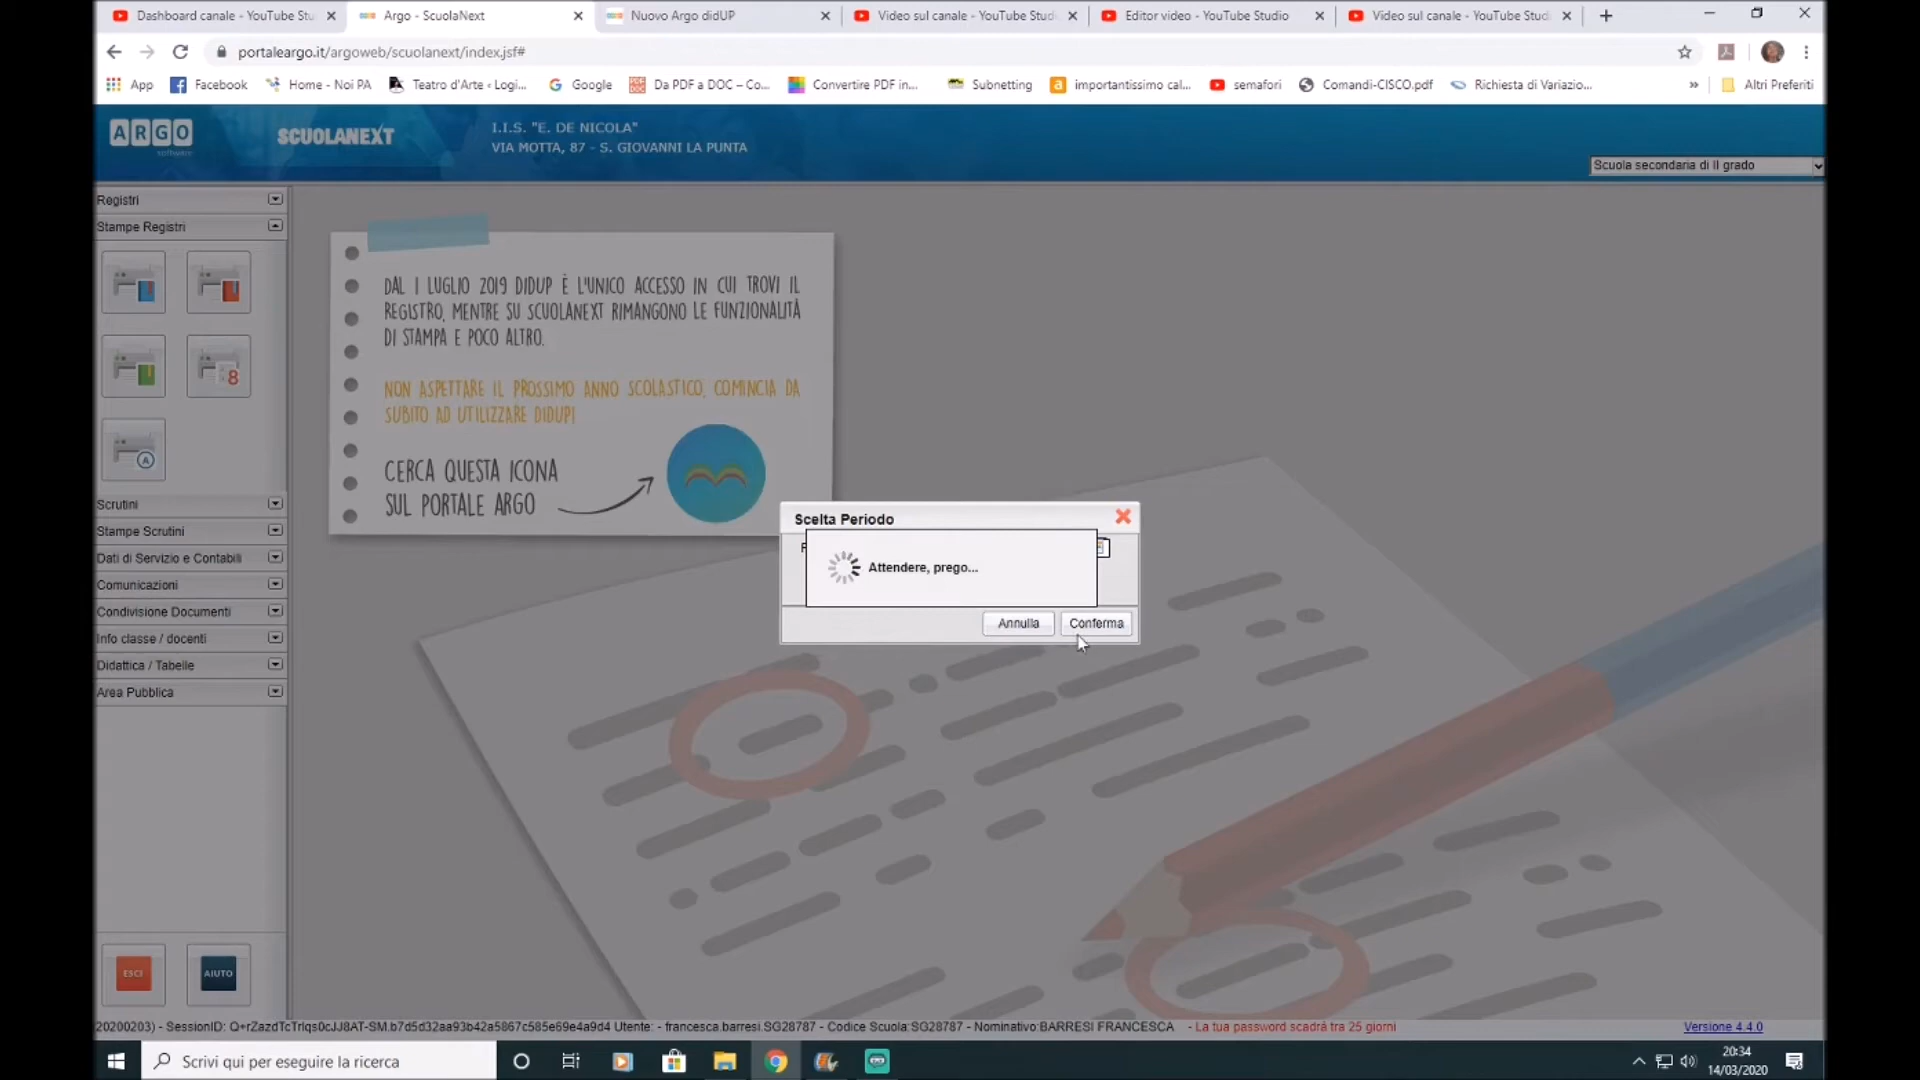 Dashboard canale - YouTube Stu
Argo - ScuolaNext
Nuovo Argo didUP
Video sul canale - YouTube Studi
Editor video - YouTube Studio
Video sul canale - YouTube Studi
portaleargo.it/argoweb/scuolanext/index.jsf#
App
Facebook
Home - Noi PA
Teatro d'Arte ‹ Logi...
Google
Da PDF a DOC – Co...
Convertire PDF in...
Subnetting
importantissimo cal...
semafori
Comandi-CISCO.pdf
Richiesta di Variazio...
»
Altri Preferiti
ARGO
software
SCUOLANEXT
I.I.S. "E. DE NICOLA"
VIA MOTTA, 87 - S. GIOVANNI LA PUNTA
Scuola secondaria di II grado
Registri
Stampe Registri
8
A
Scrutini
Stampe Scrutini
Dati di Servizio e Contabili
Comunicazioni
Condivisione Documenti
Info classe / docenti
Didattica / Tabelle
Area Pubblica
ESCI
AIUTO
DAL 1 LUGLIO 2019 DIDUP È L'UNICO ACCESSO IN CUI TROVI IL
REGISTRO, MENTRE SU SCUOLANEXT RIMANGONO LE FUNZIONALITÀ
DI STAMPA E POCO ALTRO.
NON ASPETTARE IL PROSSIMO ANNO SCOLASTICO, COMINCIA DA
SUBITO AD UTILIZZARE DIDUP!
CERCA QUESTA ICONA
SUL PORTALE ARGO
Scelta Periodo
Attendere, prego...
Annulla
Conferma
20200203) - SessionID: Q+rZazdTcTrlqs0cJJ8AT-SM.b7d5d32aa93b42a5867c585e69e4a9d4 Utente: - francesca.barresi.SG28787 - Codice Scuola:SG28787 - Nominativo:BARRESI FRANCESCA - La tua password scadrà tra 25 giorni
Versione 4.4.0
Scrivi qui per eseguire la ricerca
20:34
14/03/2020